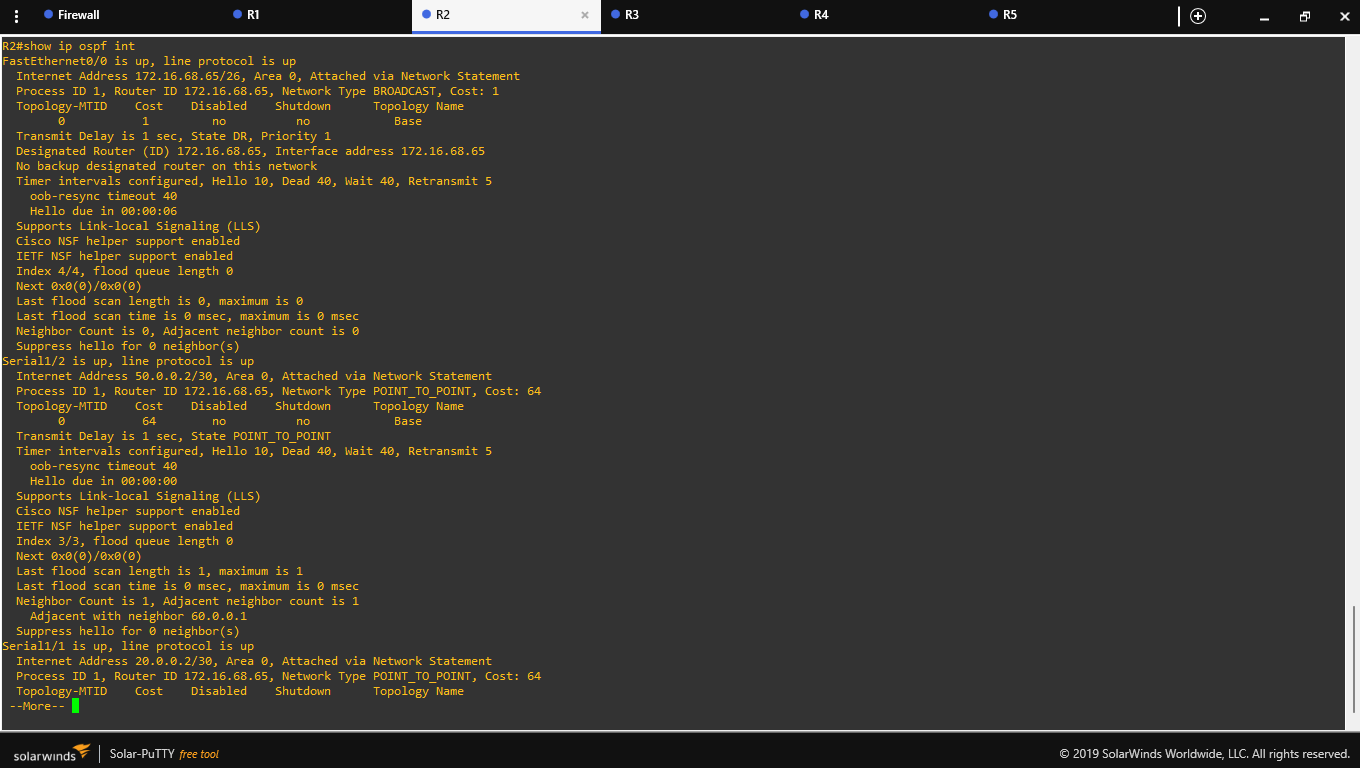 Firewall R1 R2 R3 R4 R5
R2#show ip ospf int
FastEthernet0/0 is up, line protocol is up
  Internet Address 172.16.68.65/26, Area 0, Attached via Network Statement
  Process ID 1, Router ID 172.16.68.65, Network Type BROADCAST, Cost: 1
  Topology-MTID    Cost    Disabled    Shutdown      Topology Name
        0           1         no          no            Base
  Transmit Delay is 1 sec, State DR, Priority 1
  Designated Router (ID) 172.16.68.65, Interface address 172.16.68.65
  No backup designated router on this network
  Timer intervals configured, Hello 10, Dead 40, Wait 40, Retransmit 5
    oob-resync timeout 40
    Hello due in 00:00:06
  Supports Link-local Signaling (LLS)
  Cisco NSF helper support enabled
  IETF NSF helper support enabled
  Index 4/4, flood queue length 0
  Next 0x0(0)/0x0(0)
  Last flood scan length is 0, maximum is 0
  Last flood scan time is 0 msec, maximum is 0 msec
  Neighbor Count is 0, Adjacent neighbor count is 0
  Suppress hello for 0 neighbor(s)
Serial1/2 is up, line protocol is up
  Internet Address 50.0.0.2/30, Area 0, Attached via Network Statement
  Process ID 1, Router ID 172.16.68.65, Network Type POINT_TO_POINT, Cost: 64
  Topology-MTID    Cost    Disabled    Shutdown      Topology Name
        0           64        no          no            Base
  Transmit Delay is 1 sec, State POINT_TO_POINT
  Timer intervals configured, Hello 10, Dead 40, Wait 40, Retransmit 5
    oob-resync timeout 40
    Hello due in 00:00:00
  Supports Link-local Signaling (LLS)
  Cisco NSF helper support enabled
  IETF NSF helper support enabled
  Index 3/3, flood queue length 0
  Next 0x0(0)/0x0(0)
  Last flood scan length is 1, maximum is 1
  Last flood scan time is 0 msec, maximum is 0 msec
  Neighbor Count is 1, Adjacent neighbor count is 1
    Adjacent with neighbor 60.0.0.1
  Suppress hello for 0 neighbor(s)
Serial1/1 is up, line protocol is up
  Internet Address 20.0.0.2/30, Area 0, Attached via Network Statement
  Process ID 1, Router ID 172.16.68.65, Network Type POINT_TO_POINT, Cost: 64
  Topology-MTID    Cost    Disabled    Shutdown      Topology Name
 --More--
solarwinds Solar-PuTTY free tool © 2019 SolarWinds Worldwide, LLC. All rights reserved.